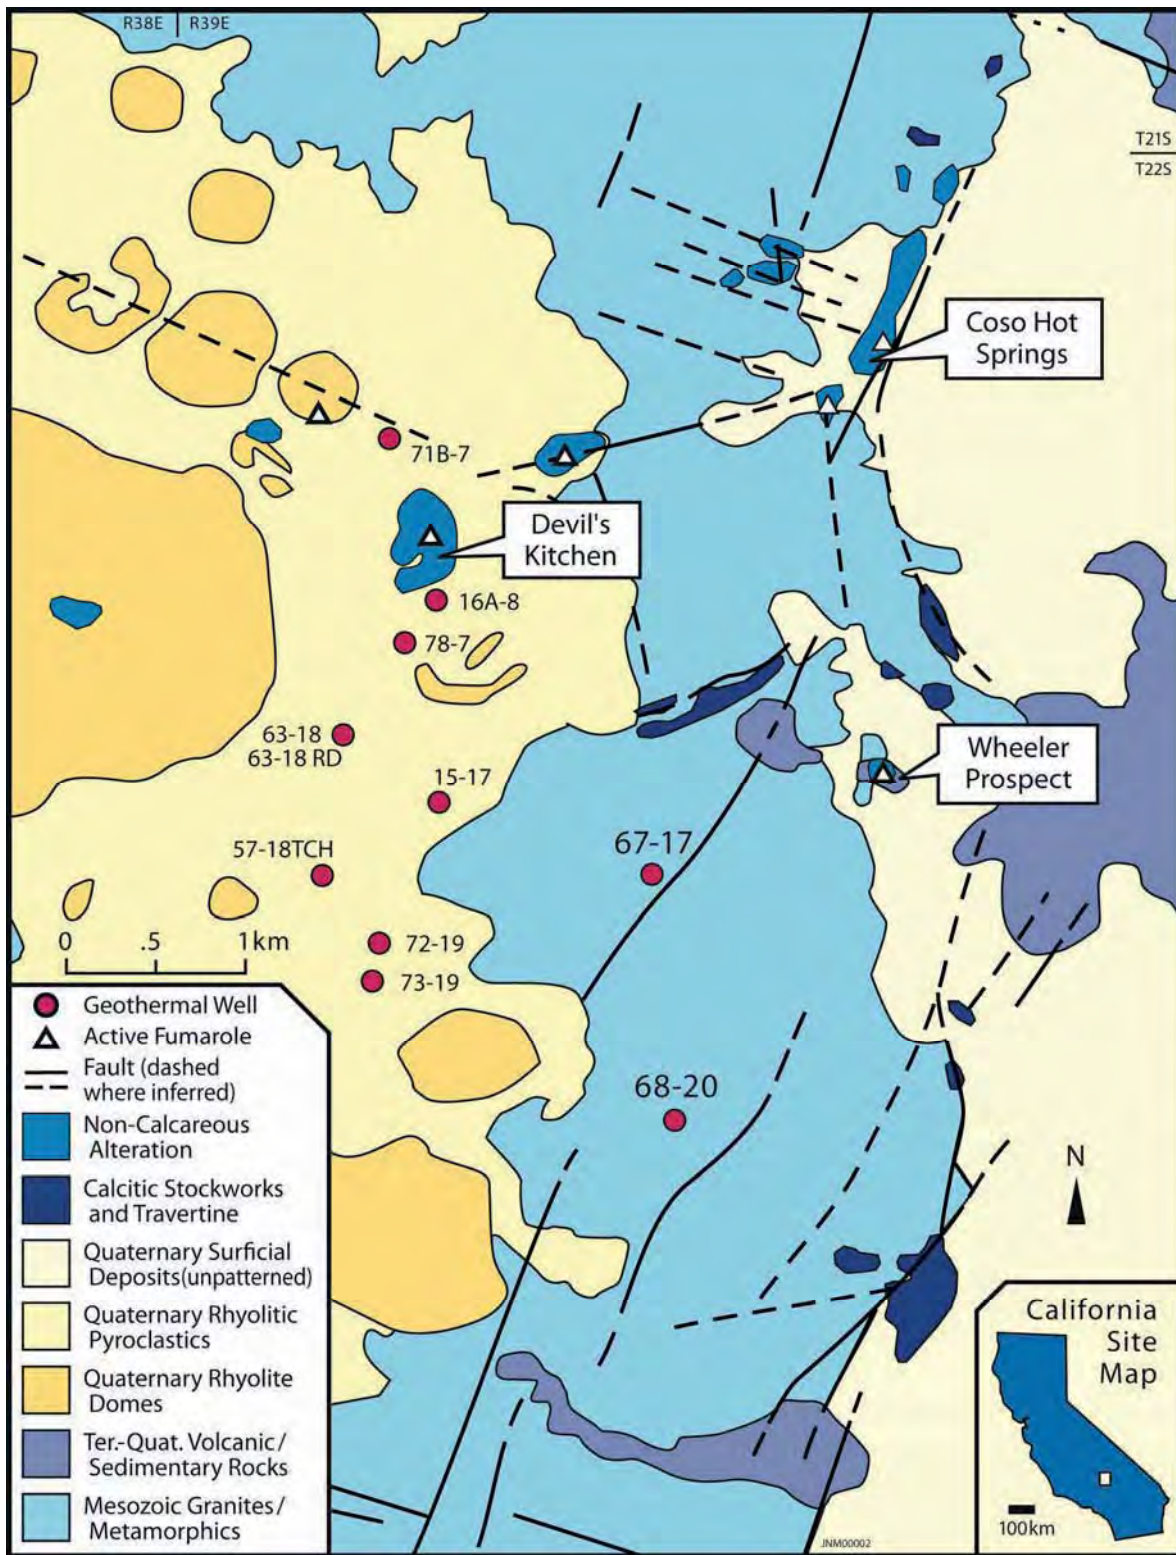 R38E R39E
T21S
T22S
Coso Hot
Springs
71B-7
Devil's
Kitchen
16A-8
78-7
63-18
63-18 RD
15-17
Wheeler
Prospect
57-18TCH
67-17
0 .5 1km
72-19
73-19
68-20
Geothermal Well
Active Fumarole
Fault (dashed
where inferred)
Non-Calcareous
Alteration
Calcitic Stockworks
and Travertine
Quaternary Surficial
Deposits(unpatterned)
Quaternary Rhyolitic
Pyroclastics
Quaternary Rhyolite
Domes
Ter.-Quat. Volcanic/
Sedimentary Rocks
Mesozoic Granites/
Metamorphics
N
California
Site
Map
100km
JNM00002